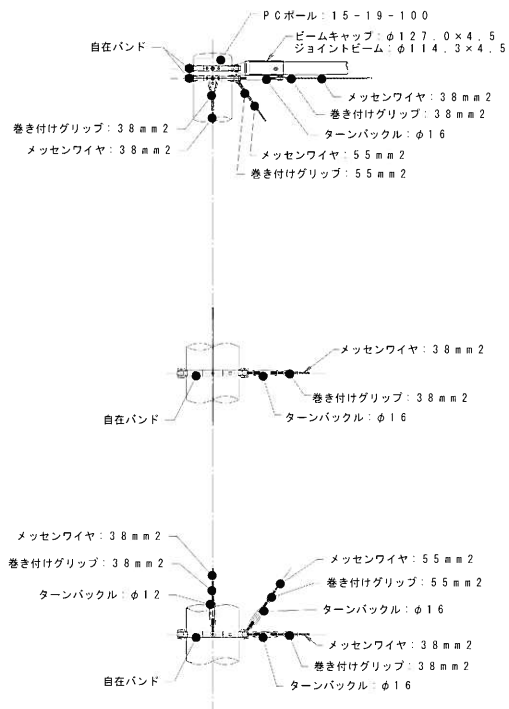 PCポール：15-19-100
ビームキャップ：φ127.0×4.5
ジョイントビーム：φ114.3×4.5
自在バンド
メッセンワイヤ：38mm2
巻き付けグリップ：38mm2
ターンバックル：φ16
巻き付けグリップ：38mm2
メッセンワイヤ：38mm2
メッセンワイヤ：55mm2
巻き付けグリップ：55mm2
メッセンワイヤ：38mm2
巻き付けグリップ：38mm2
ターンバックル：φ16
自在バンド
メッセンワイヤ：38mm2
巻き付けグリップ：38mm2
ターンバックル：φ12
メッセンワイヤ：55mm2
巻き付けグリップ：55mm2
ターンバックル：φ16
メッセンワイヤ：38mm2
巻き付けグリップ：38mm2
ターンバックル：φ16
自在バンド